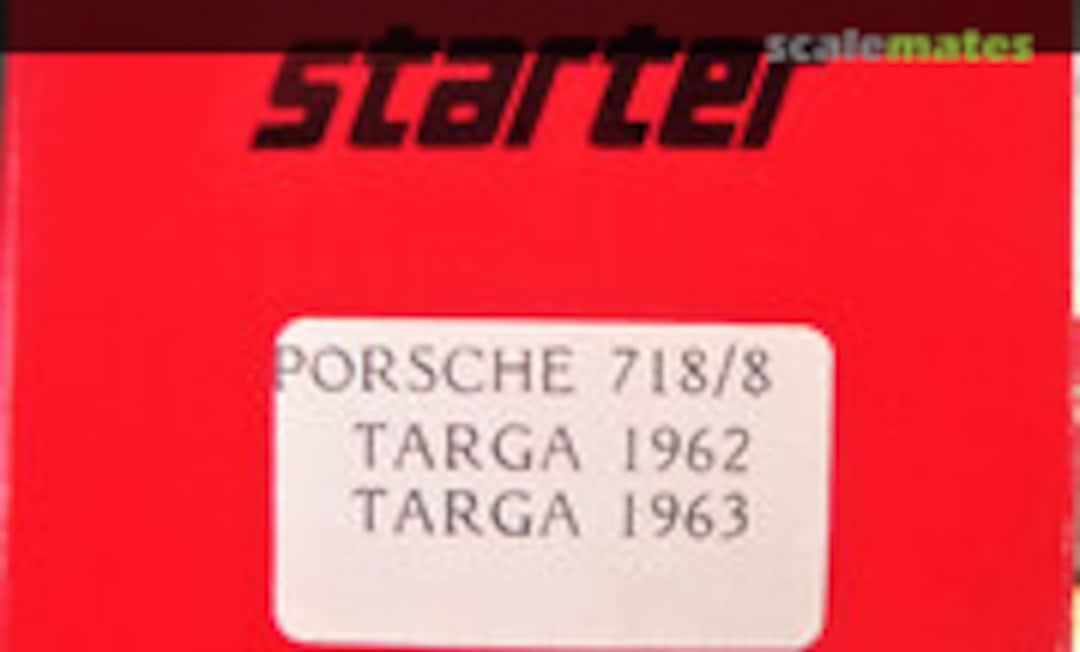 scalemates
starter
PORSCHE 718/8
TARGA 1962
TARGA 1963